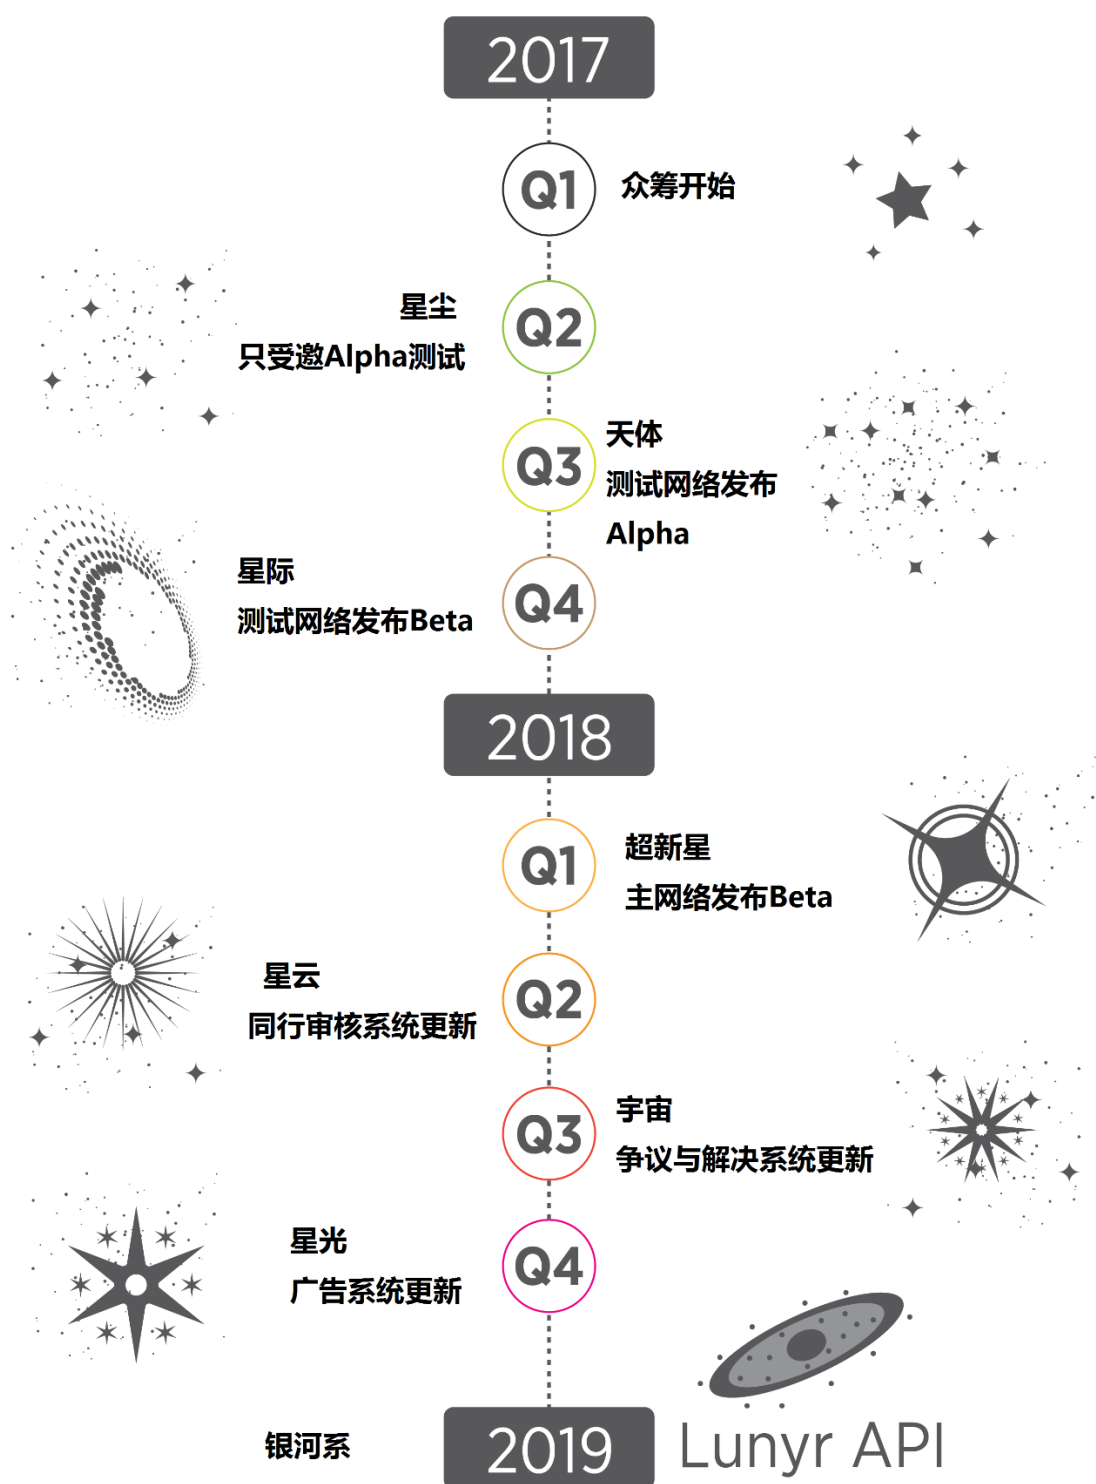 2017
Q1
众筹开始
星尘
只受邀Alpha测试
Q2
Q3
天体
测试网络发布
Alpha
星际
测试网络发布Beta
Q4
2018
Q1
超新星
主网络发布Beta
星云
同行审核系统更新
Q2
Q3
宇宙
争议与解决系统更新
星光
广告系统更新
Q4
银河系
2019
Lunyr API